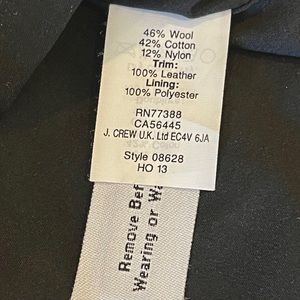 46% Wool
42% Cotton
12% Nylon
Trim:
100% Leather
Lining:
100% Polyester
RN77388
CA56445
J. CREW U.K. Ltd EC4V 6JA
Style 08628
HO 13
Remove Bef
Wearing or Wa